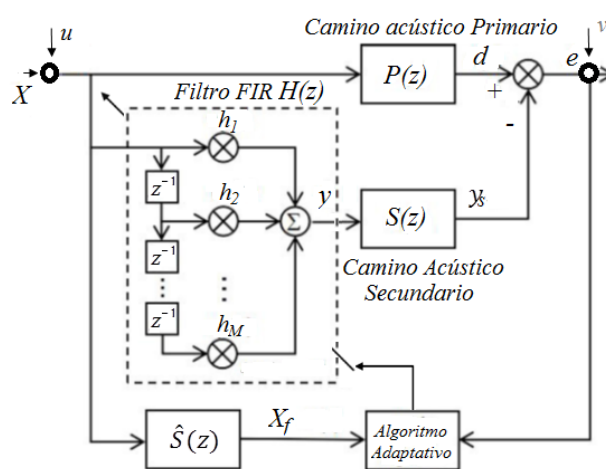 Camino acústico Primario
u
v
X
P(z)
d
e
+
-
Filtro FIR H(z)
h1
z⁻¹
h2
Σ
y
S(z)
ys
z⁻¹
Camino Acústico
Secundario
z⁻¹
hM
Ŝ(z)
Xf
Algoritmo
Adaptativo